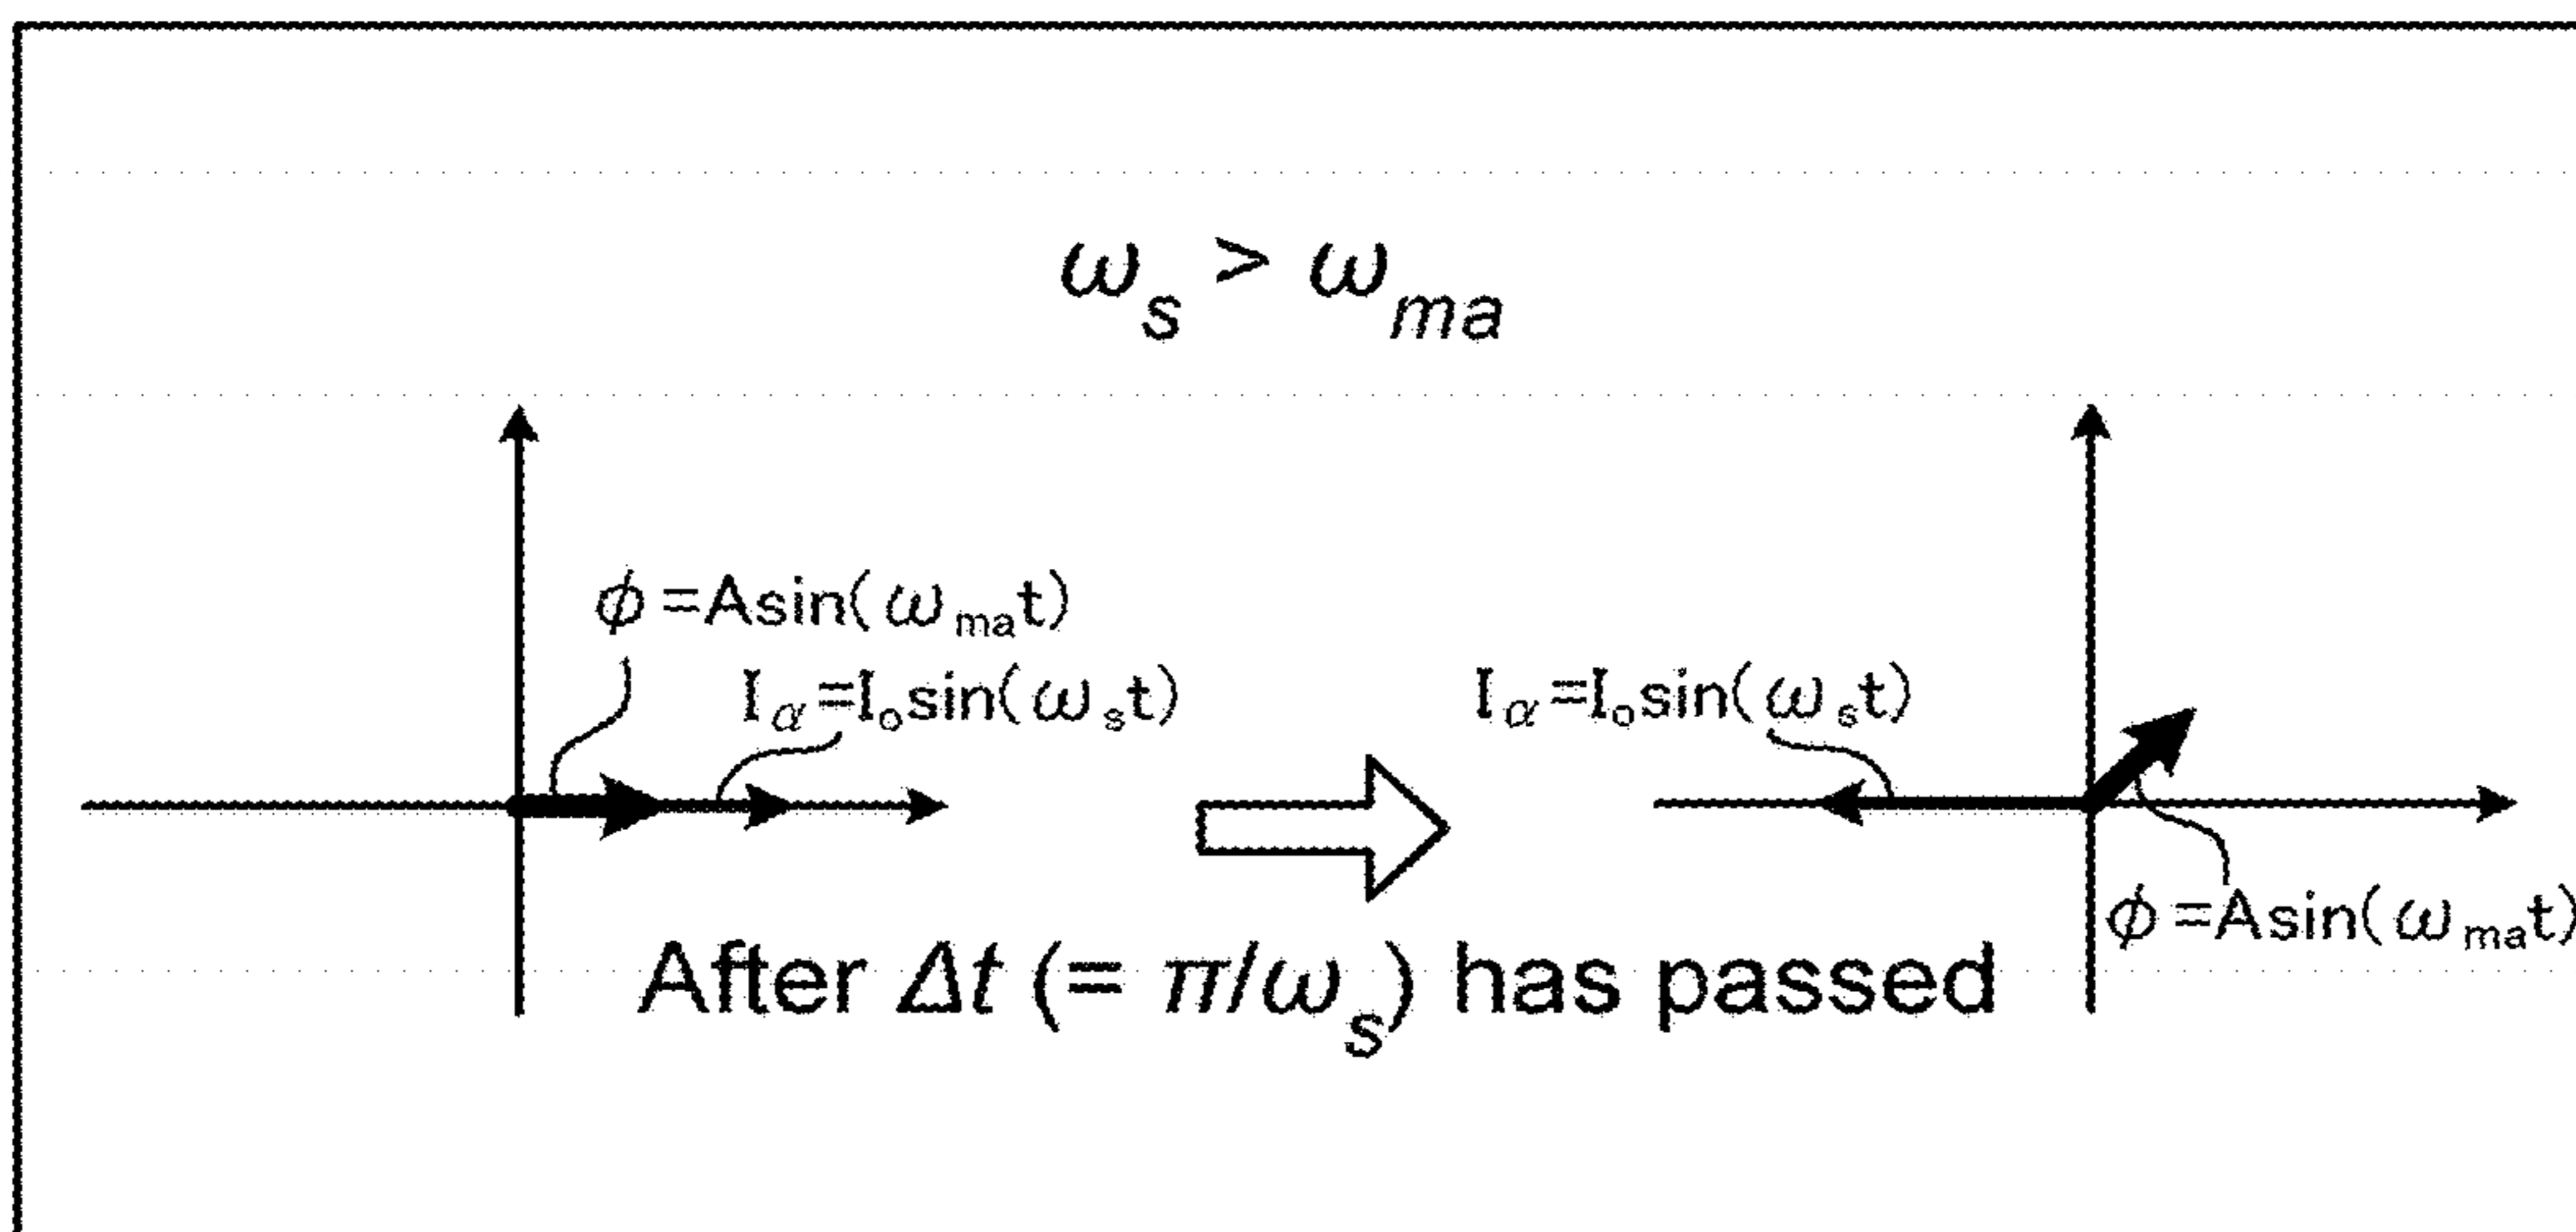 ωs > ωma
ϕ=Asin(ωmat)
Iα=Iosin(ωst)
Iα=Iosin(ωst)
ϕ=Asin(ωmat)
After Δt (= π/ωs) has passed